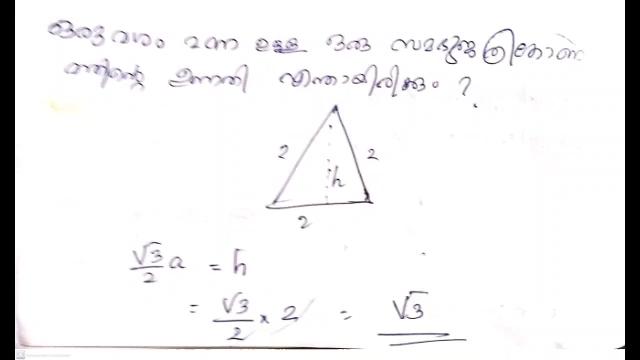 ഒരുവശം 2 ഉള്ള ഒരു സമഭുജത്രികോണ
ത്തിന്റെ ഉന്നതി എന്തായിരിക്കും ?
2 2
h
2
√3/2 a = h
= √3/2 × 2 = √3